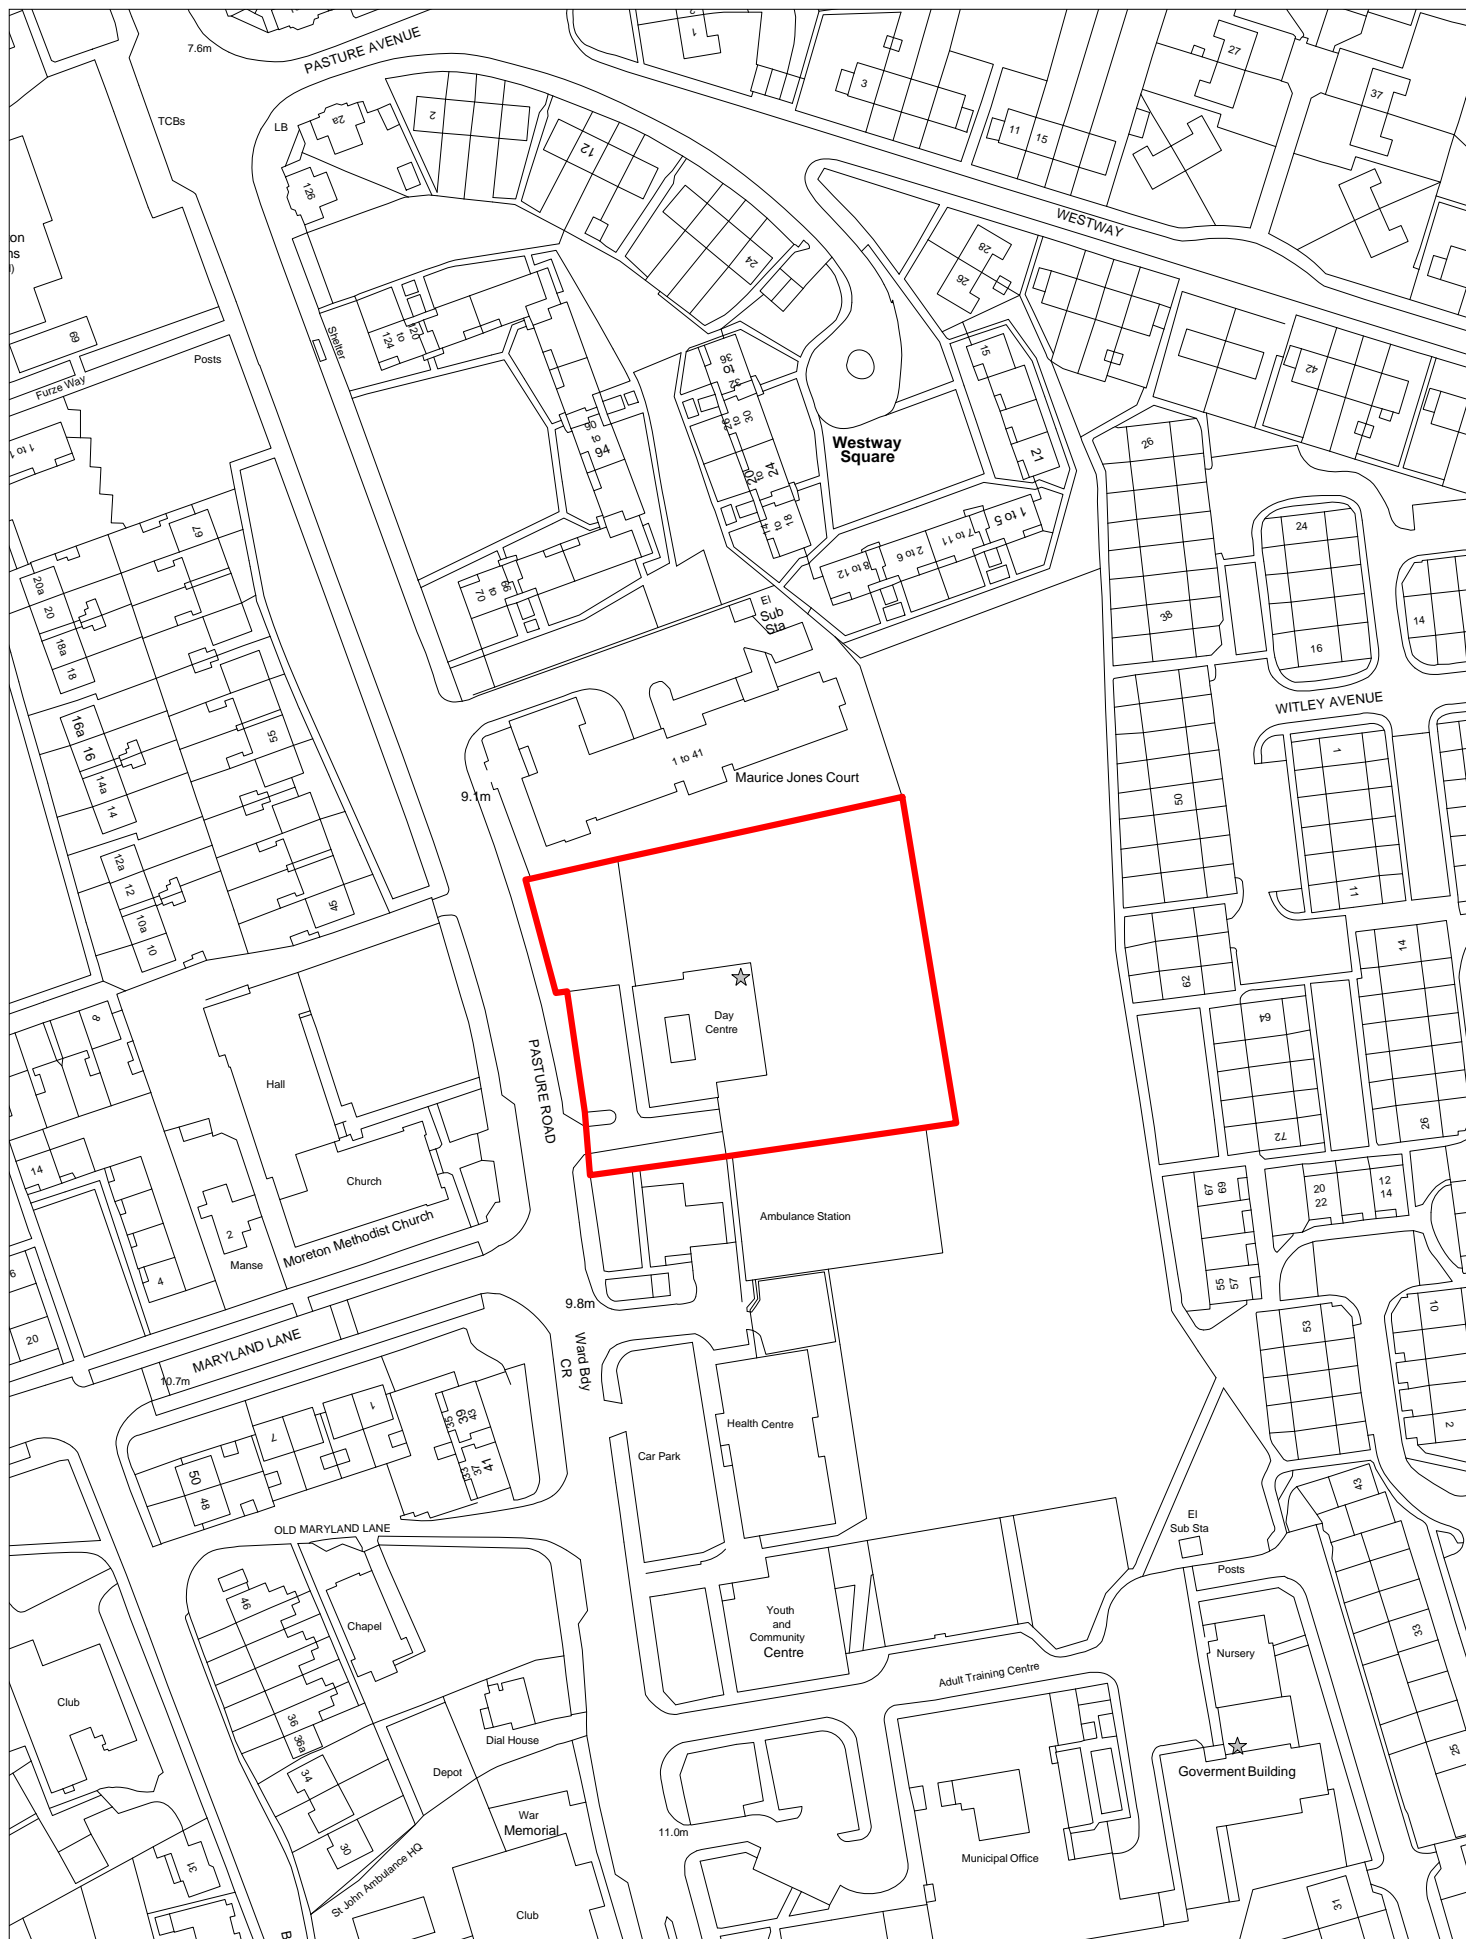 7.6m
PASTURE AVENUE
TCBs
LB
2a
126
2
12
24
1
3
11
15
27
37
WESTWAY
28
26
15
21
42
69
Furze Way
Posts
Shelter
124
to
120
90
to
94
36
to
32
30
to
26
24
to
20
18
to
14
Westway
Square
1 to 5
7 to 11
2 to 6
8 to 12
70
to
66
El
Sub
Sta
26
38
24
16
14
WITLEY AVENUE
67
20a
20
18a
18
16a
16
14a
14
12a
12
10a
10
55
45
1 to 41
Maurice Jones Court
9.1m
50
1
11
14
62
64
72
26
Day
Centre
PASTURE ROAD
Hall
Church
Moreton Methodist Church
2
Manse
8
14
4
6
20
Ambulance Station
9.8m
MARYLAND LANE
10.7m
Ward Bdy
CR
67
69
20
22
12
14
55
57
53
10
2
Health Centre
Car Park
1
7
50
48
35
39
43
33
37
41
OLD MARYLAND LANE
El
Sub Sta
Posts
43
46
Chapel
36
36a
34
30
Club
Youth
and
Community
Centre
Adult Training Centre
Nursery
33
25
Dial House
Depot
War
Memorial
St John Ambulance HQ
Club
11.0m
Municipal Office
Goverment Building
31
31